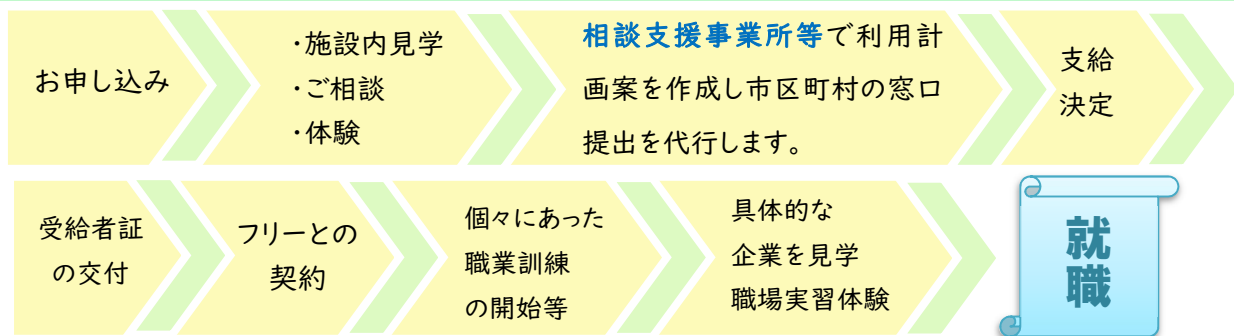 お申し込み
・施設内見学
・ご相談
・体験
相談支援事業所等で利用計
画案を作成し市区町村の窓口
提出を代行します。
支給
決定
受給者証
の交付
フリーとの
契約
個々にあった
職業訓練
の開始等
具体的な
企業を見学
職場実習体験
就
職